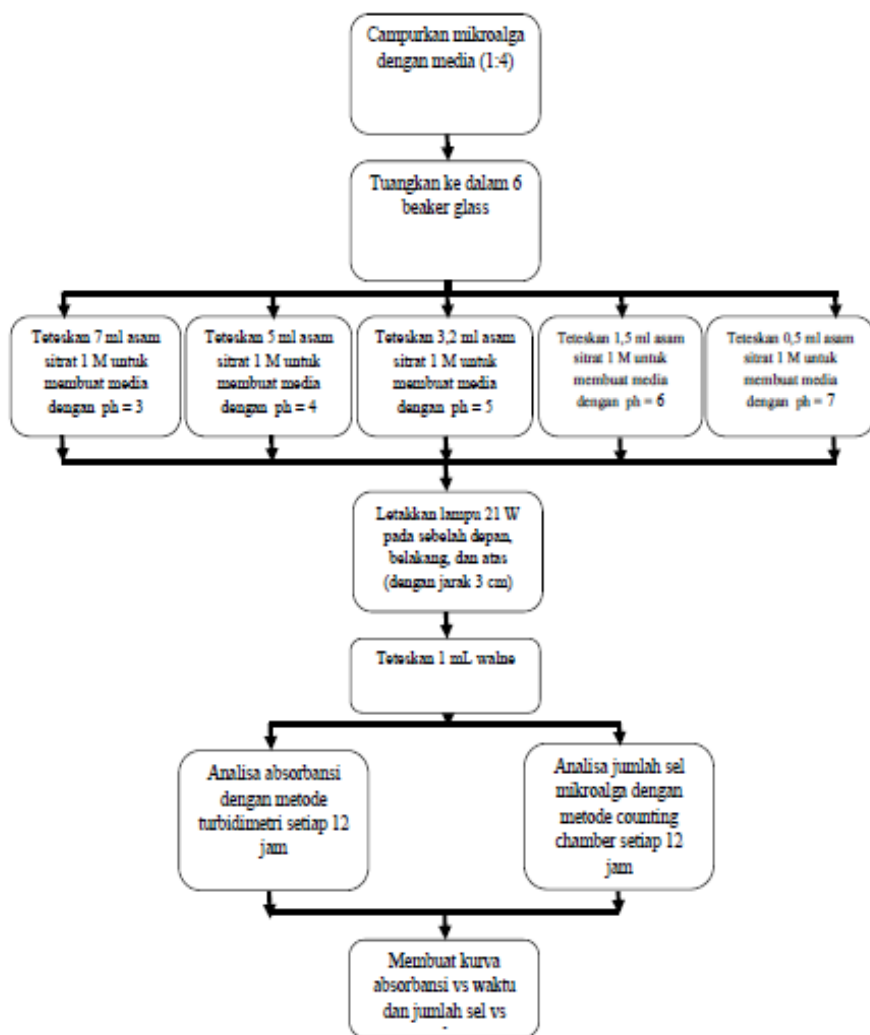 Campurkan mikroalga
dengan media (1:4)
Tuangkan ke dalam 6
beaker glass
Teteskan 7 ml asam
sitrat 1 M untuk
membuat media
dengan ph = 3
Teteskan 5 ml asam
sitrat 1 M untuk
membuat media
dengan ph = 4
Teteskan 3,2 ml asam
sitrat 1 M untuk
membuat media
dengan ph = 5
Teteskan 1,5 ml asam
sitrat 1 M untuk
membuat media
dengan ph = 6
Teteskan 0,5 ml asam
sitrat 1 M untuk
membuat media
dengan ph = 7
Letakkan lampu 21 W
pada sebelah depan,
belakang, dan atas
(dengan jarak 3 cm)
Teteskan 1 mL walne
Analisa absorbansi
dengan metode
turbidimetri setiap 12
jam
Analisa jumlah sel
mikroalga dengan
metode counting
chamber setiap 12
jam
Membuat kurva
absorbansi vs waktu
dan jumlah sel vs